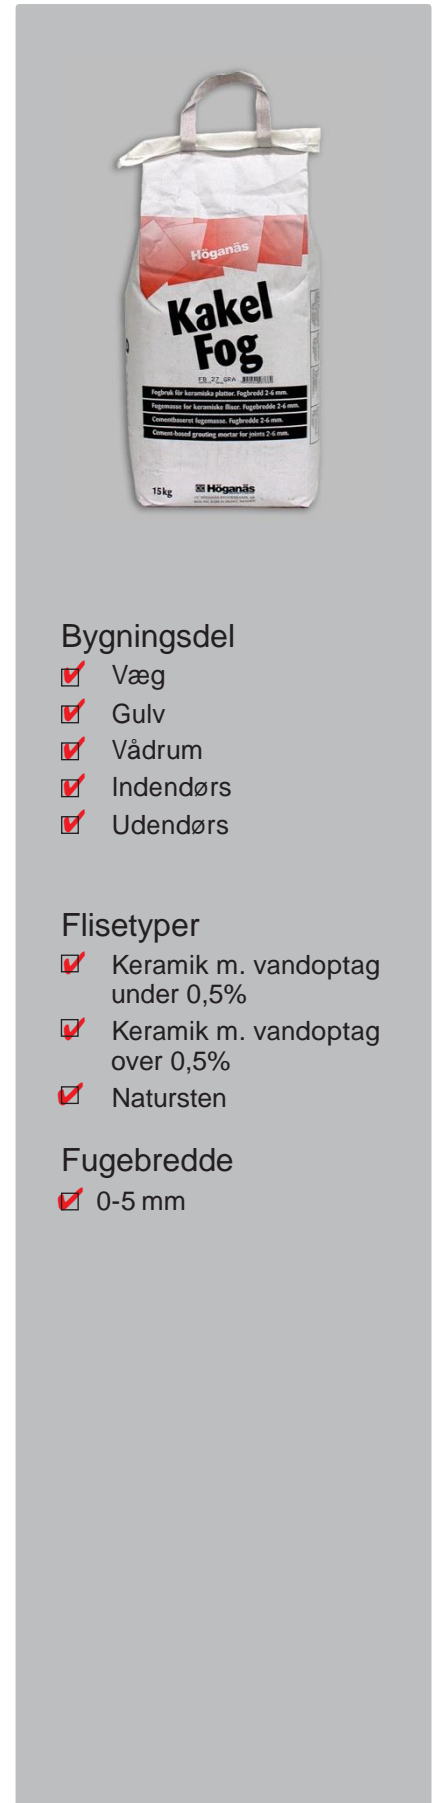 Höganäs
Kakel
Fog
FB 27 GRA
Fogbruk för keramiska plattor. Fogbredd 2-6 mm.
Fugemasse for keramiske fliser. Fugebredde 2-6 mm.
Cementbaseret fugemasse. Fugbredde 2-6 mm.
Cement-based grouting mortar for joints 2-6 mm.
15kg
Höganäs
Bygningsdel
Væg
Gulv
Vådrum
Indendørs
Udendørs
Flisetyper
Keramik m. vandoptag
under 0,5%
Keramik m. vandoptag
over 0,5%
Natursten
Fugebredde
0-5 mm